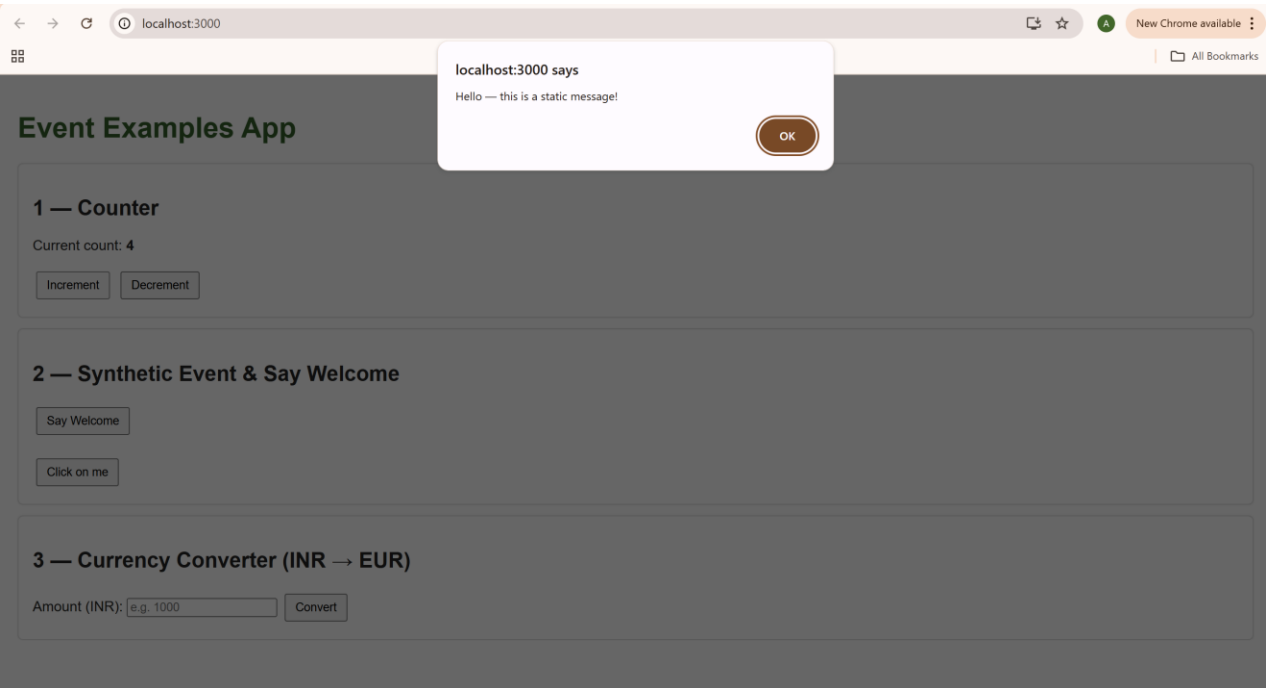 localhost:3000
A
New Chrome available
All Bookmarks
localhost:3000 says
Hello — this is a static message!
OK
Event Examples App
1 — Counter
Current count: 4
Increment Decrement
2 — Synthetic Event & Say Welcome
Say Welcome
Click on me
3 — Currency Converter (INR → EUR)
Amount (INR): e.g. 1000 Convert